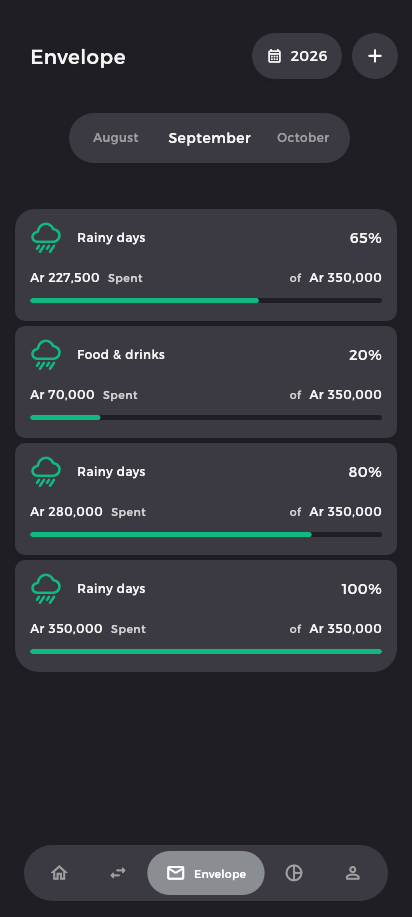 Envelope 2026
August September October
Rainy days 65%
Ar 227,500 Spent of Ar 350,000
Food & drinks 20%
Ar 70,000 Spent of Ar 350,000
Rainy days 80%
Ar 280,000 Spent of Ar 350,000
Rainy days 100%
Ar 350,000 Spent of Ar 350,000
Envelope